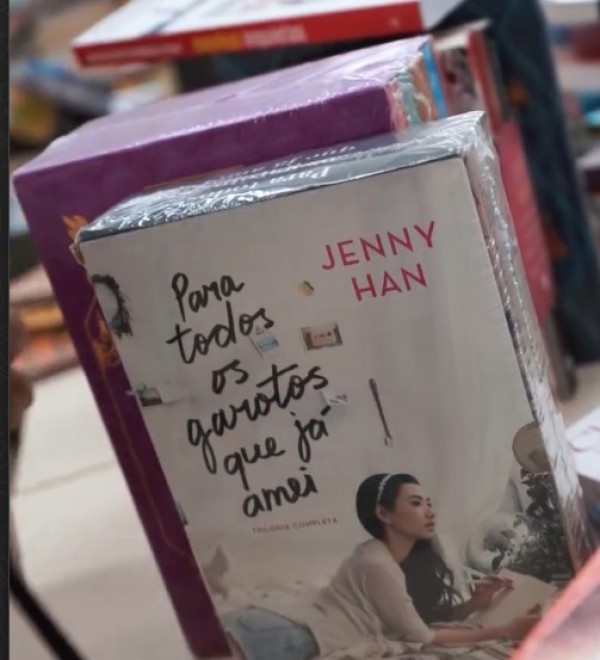 JENNY
HAN
Para
todos
os
garotos
que já
amei
TRILOGIA COMPLETA